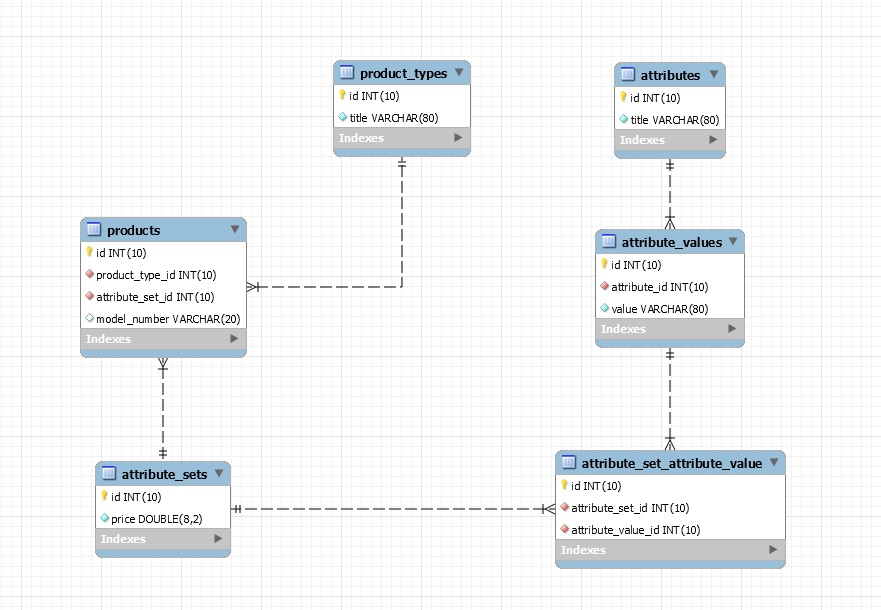 product_types
id INT(10)
title VARCHAR(80)
Indexes
attributes
id INT(10)
title VARCHAR(80)
Indexes
products
id INT(10)
product_type_id INT(10)
attribute_set_id INT(10)
model_number VARCHAR(20)
Indexes
attribute_values
id INT(10)
attribute_id INT(10)
value VARCHAR(80)
Indexes
attribute_sets
id INT(10)
price DOUBLE(8,2)
Indexes
attribute_set_attribute_value
id INT(10)
attribute_set_id INT(10)
attribute_value_id INT(10)
Indexes